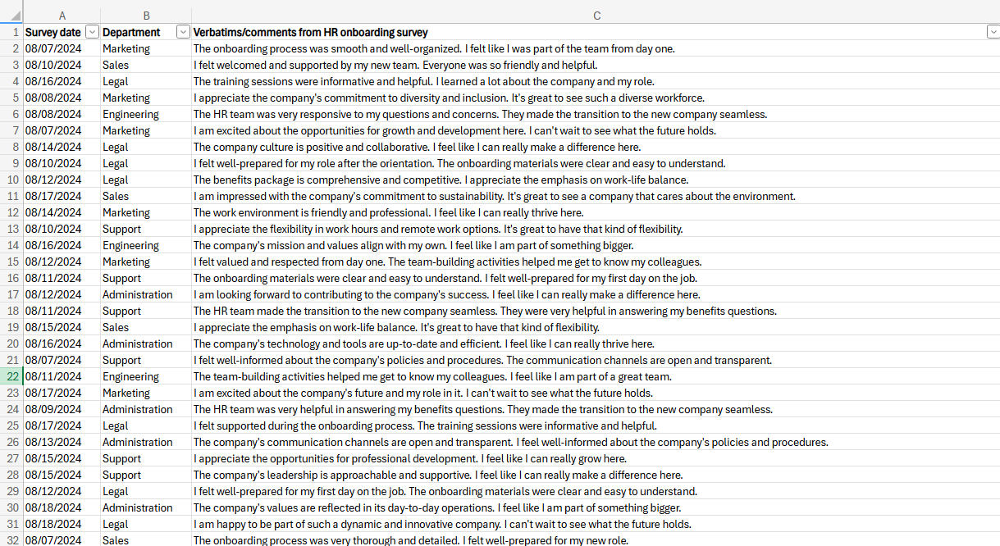 A B C
1 Survey date Department Verbatims/comments from HR onboarding survey
2 08/07/2024 Marketing The onboarding process was smooth and well-organized. I felt like I was part of the team from day one.
3 08/10/2024 Sales I felt welcomed and supported by my new team. Everyone was so friendly and helpful.
4 08/16/2024 Legal The training sessions were informative and helpful. I learned a lot about the company and my role.
5 08/08/2024 Marketing I appreciate the company's commitment to diversity and inclusion. It's great to see such a diverse workforce.
6 08/08/2024 Engineering The HR team was very responsive to my questions and concerns. They made the transition to the new company seamless.
7 08/07/2024 Marketing I am excited about the opportunities for growth and development here. I can't wait to see what the future holds.
8 08/14/2024 Legal The company culture is positive and collaborative. I feel like I can really make a difference here.
9 08/10/2024 Legal I felt well-prepared for my role after the orientation. The onboarding materials were clear and easy to understand.
10 08/12/2024 Legal The benefits package is comprehensive and competitive. I appreciate the emphasis on work-life balance.
11 08/17/2024 Sales I am impressed with the company's commitment to sustainability. It's great to see a company that cares about the environment.
12 08/14/2024 Marketing The work environment is friendly and professional. I feel like I can really thrive here.
13 08/10/2024 Support I appreciate the flexibility in work hours and remote work options. It's great to have that kind of flexibility.
14 08/16/2024 Engineering The company's mission and values align with my own. I feel like I am part of something bigger.
15 08/12/2024 Marketing I felt valued and respected from day one. The team-building activities helped me get to know my colleagues.
16 08/11/2024 Support The onboarding materials were clear and easy to understand. I felt well-prepared for my first day on the job.
17 08/12/2024 Administration I am looking forward to contributing to the company's success. I feel like I can really make a difference here.
18 08/11/2024 Support The HR team made the transition to the new company seamless. They were very helpful in answering my benefits questions.
19 08/15/2024 Sales I appreciate the emphasis on work-life balance. It's great to have that kind of flexibility.
20 08/16/2024 Administration The company's technology and tools are up-to-date and efficient. I feel like I can really thrive here.
21 08/07/2024 Support I felt well-informed about the company's policies and procedures. The communication channels are open and transparent.
22 08/11/2024 Engineering The team-building activities helped me get to know my colleagues. I feel like I am part of a great team.
23 08/17/2024 Marketing I am excited about the company's future and my role in it. I can't wait to see what the future holds.
24 08/09/2024 Administration The HR team was very helpful in answering my benefits questions. They made the transition to the new company seamless.
25 08/17/2024 Legal I felt supported during the onboarding process. The training sessions were informative and helpful.
26 08/13/2024 Administration The company's communication channels are open and transparent. I feel well-informed about the company's policies and procedures.
27 08/15/2024 Support I appreciate the opportunities for professional development. I feel like I can really grow here.
28 08/15/2024 Support The company's leadership is approachable and supportive. I feel like I can really make a difference here.
29 08/12/2024 Legal I felt well-prepared for my first day on the job. The onboarding materials were clear and easy to understand.
30 08/18/2024 Administration The company's values are reflected in its day-to-day operations. I feel like I am part of something bigger.
31 08/18/2024 Legal I am happy to be part of such a dynamic and innovative company. I can't wait to see what the future holds.
32 08/07/2024 Sales The onboarding process was very thorough and detailed. I felt well-prepared for my new role.